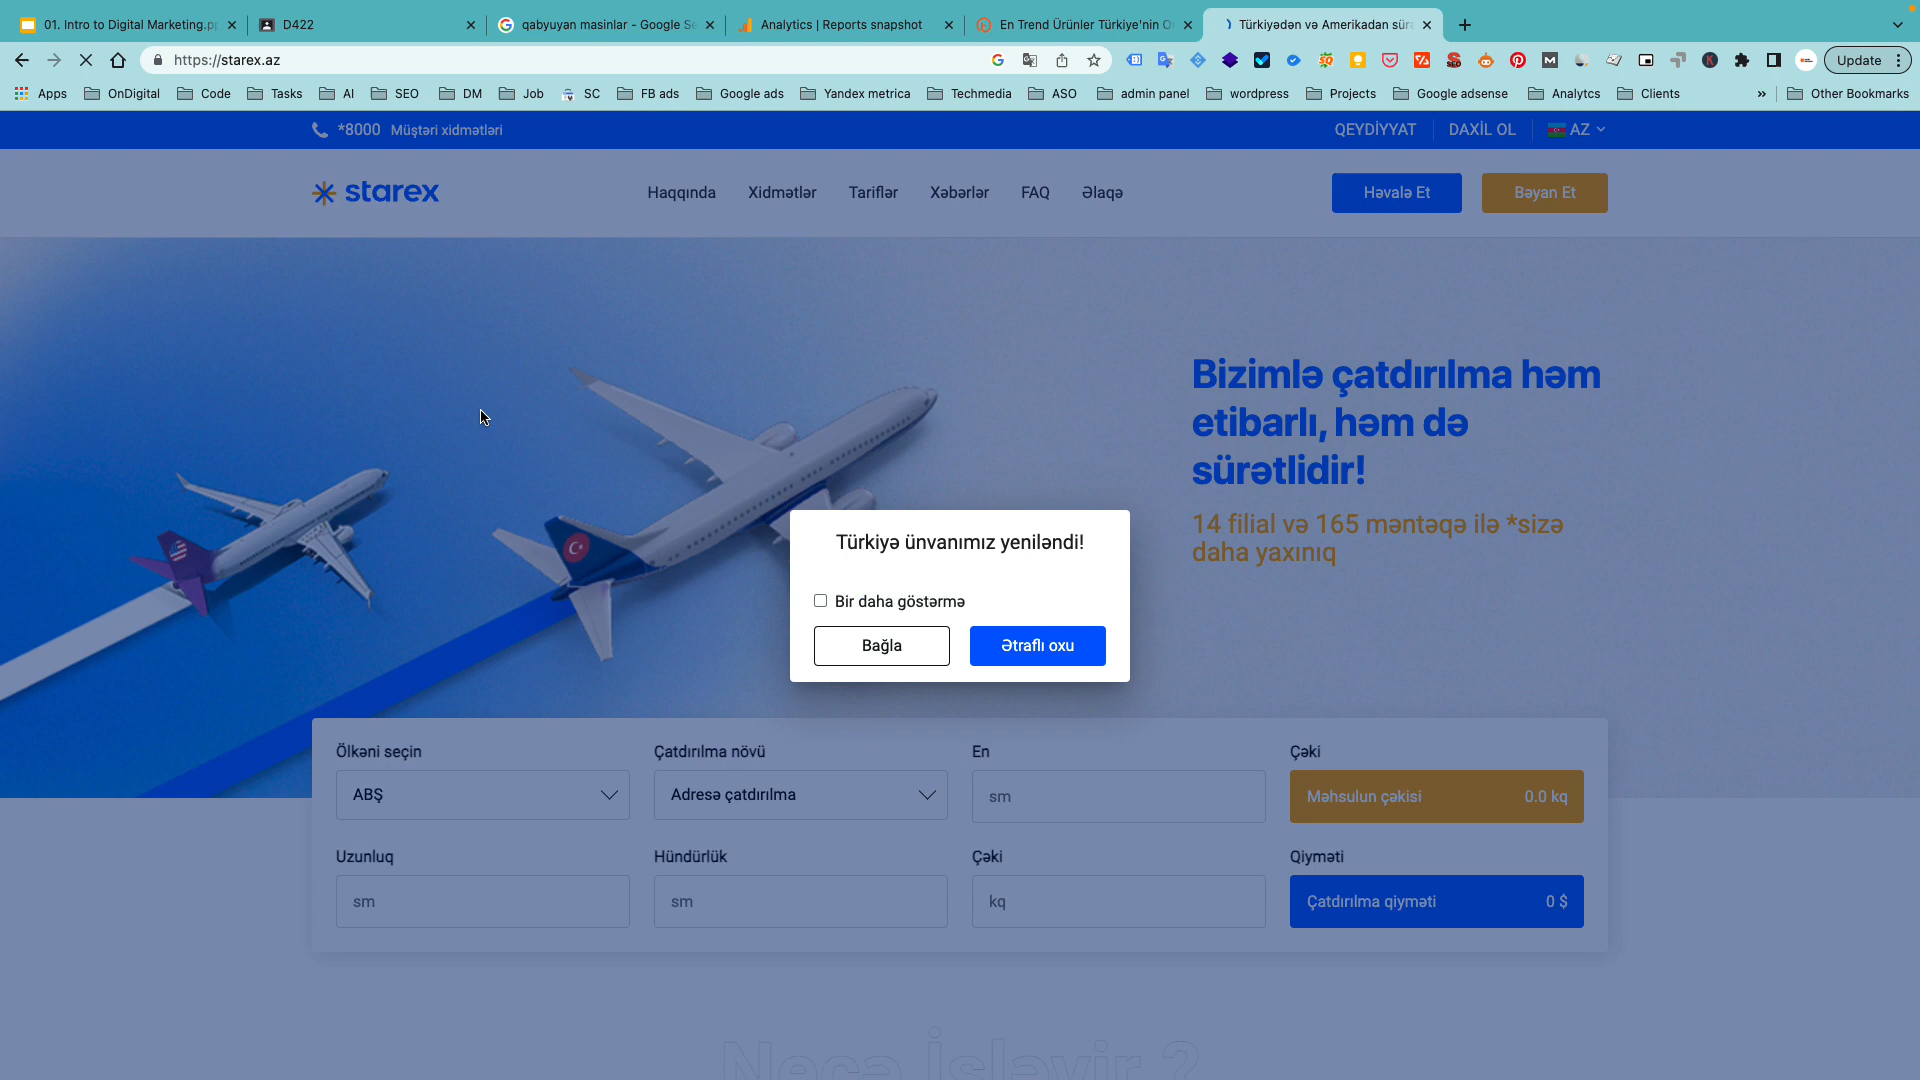 01. Intro to Digital Marketing.pp
D422
qabyuyan masinlar - Google Se
Analytics | Reports snapshot
En Trend Ürünler Türkiye'nin O
Türkiyədən və Amerikadan sürə
https://starex.az
Update
Apps
OnDigital
Code
Tasks
AI
SEO
DM
Job
SC
FB ads
Google ads
Yandex metrica
Techmedia
ASO
admin panel
wordpress
Projects
Google adsense
Analytcs
Clients
»
Other Bookmarks
*8000 Müştəri xidmətləri
QEYDİYYAT
DAXİL OL
AZ
starex
Haqqında
Xidmətlər
Tariflər
Xəbərlər
FAQ
Əlaqə
Həvalə Et
Bəyan Et
Bizimlə çatdırılma həm
etibarlı, həm də
sürətlidir!
14 filial və 165 məntəqə ilə *sizə
daha yaxınıq
Türkiyə ünvanımız yeniləndi!
Bir daha göstərmə
Bağla
Ətraflı oxu
Ölkəni seçin
Çatdırılma növü
En
Çəki
ABŞ
Adresə çatdırılma
sm
Məhsulun çəkisi 0.0 kq
Uzunluq
Hündürlük
Çəki
Qiyməti
sm
sm
kq
Çatdırılma qiyməti 0 $
Necə İşləyir ?